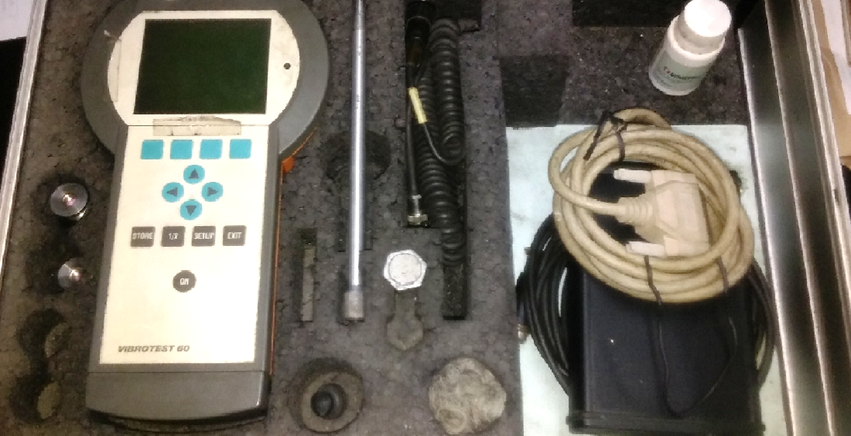 STORE 1/X SETUP EXIT
ON
VIBROTEST 60